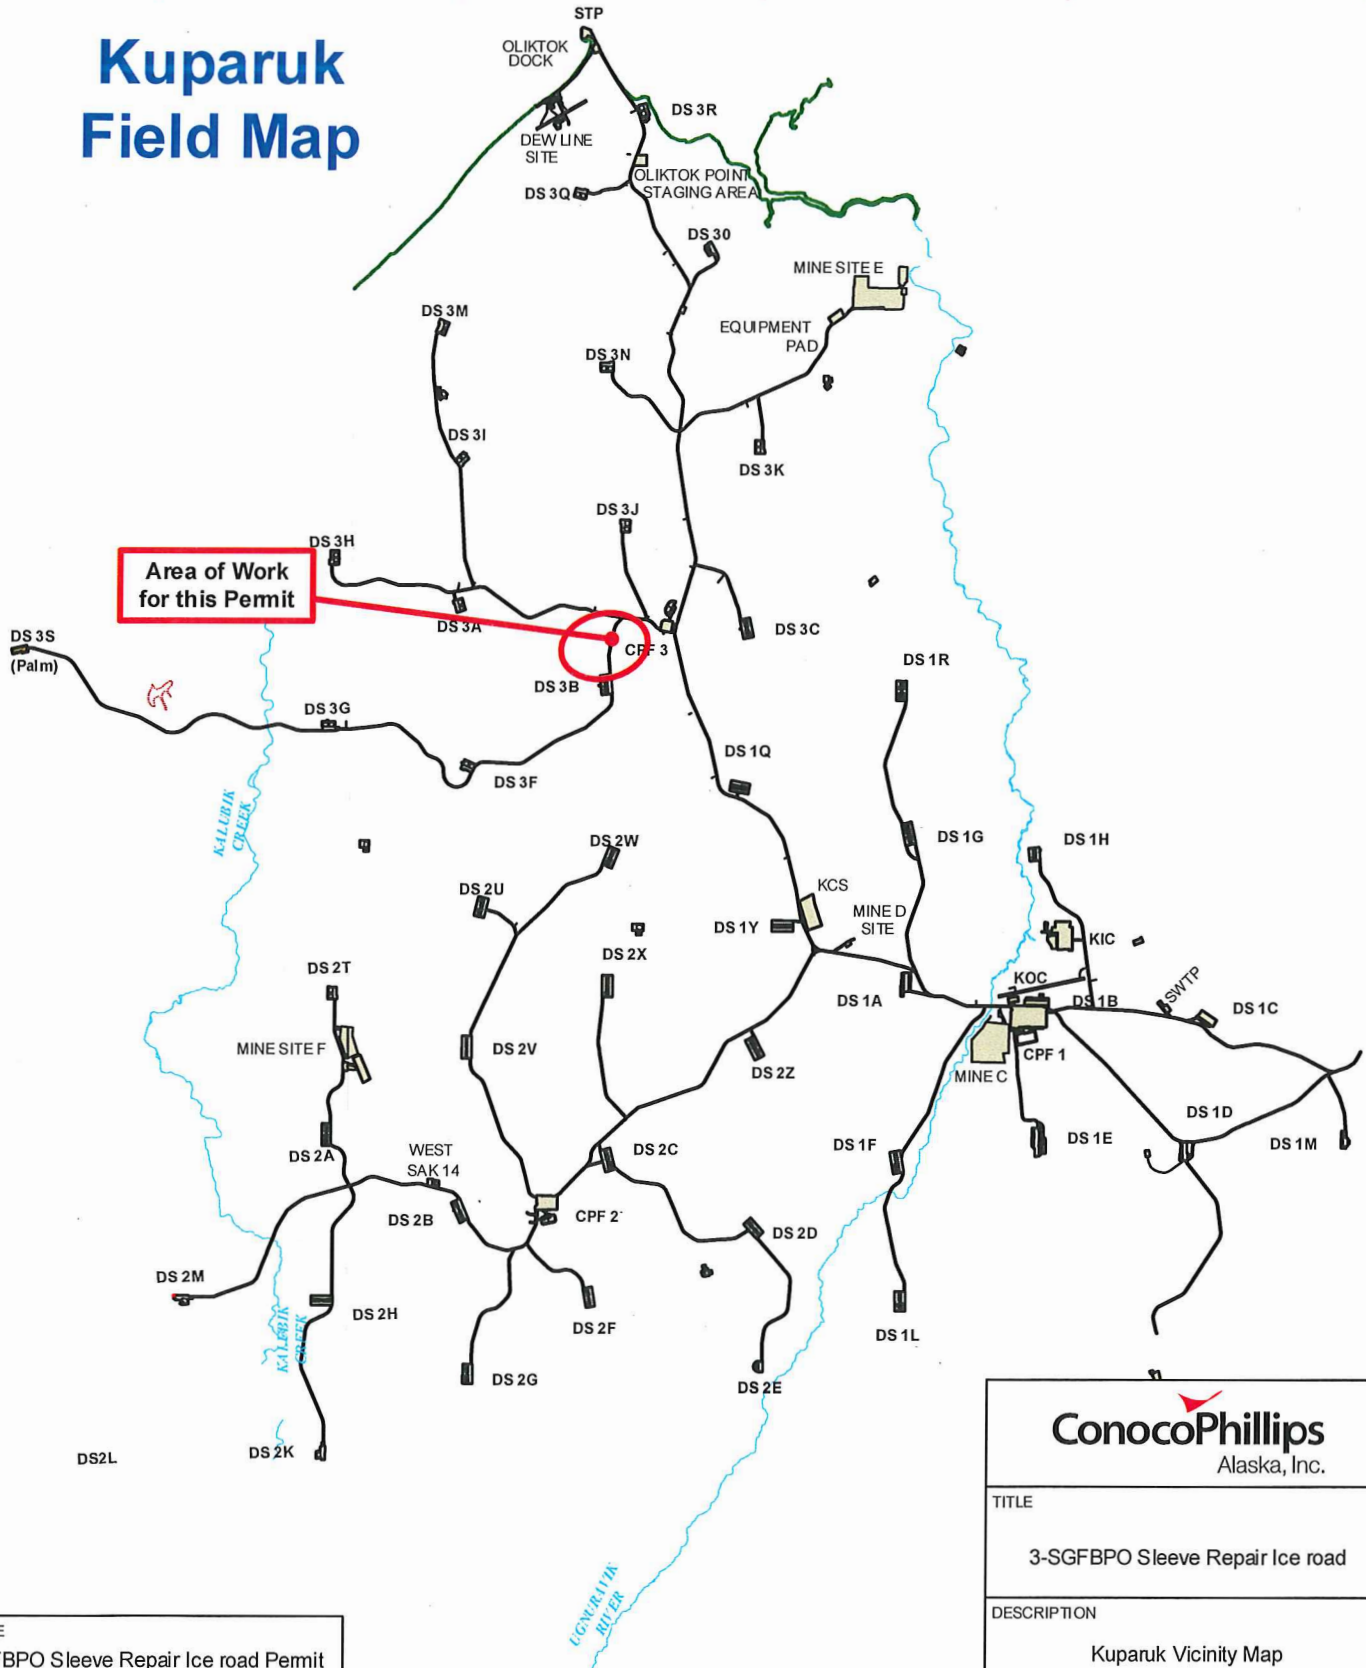 Kuparuk
Field Map
STP
OLIKTOK
DOCK
DS 3R
DEW LINE
SITE
OLIKTOK POINT
STAGING AREA
DS 3Q
DS 30
MINE SITE E
DS 3M
EQUIPMENT
PAD
DS 3N
DS 3I
DS 3K
DS 3J
DS 3H
Area of Work
for this Permit
DS 3A
DS 3C
DS 3S
(Palm)
CPF 3
DS 1R
DS 3B
DS 3G
DS 1Q
DS 3F
KALUBIK
CREEK
DS 2W
DS 1G
DS 1H
DS 2U
KCS
MINE D
SITE
DS 1Y
KIC
DS 2X
DS 2T
KOC
SWTP
DS 1A
DS 1B
DS 1C
MINE SITE F
DS 2V
CPF 1
DS 2Z
MINE C
DS 1D
DS 1F
DS 1E
DS 1M
WEST
SAK 14
DS 2C
DS 2A
DS 2B
CPF 2
DS 2D
DS 2M
DS 2H
DS 2F
DS 1L
KALUBIK
CREEK
DS 2G
DS 2E
DS2L
DS 2K
ConocoPhillips
Alaska, Inc.
TITLE
3-SGFBPO Sleeve Repair Ice road
DESCRIPTION
Kuparuk Vicinity Map
UGNURAVIK
RIVER
E
FBPO Sleeve Repair Ice road Permit